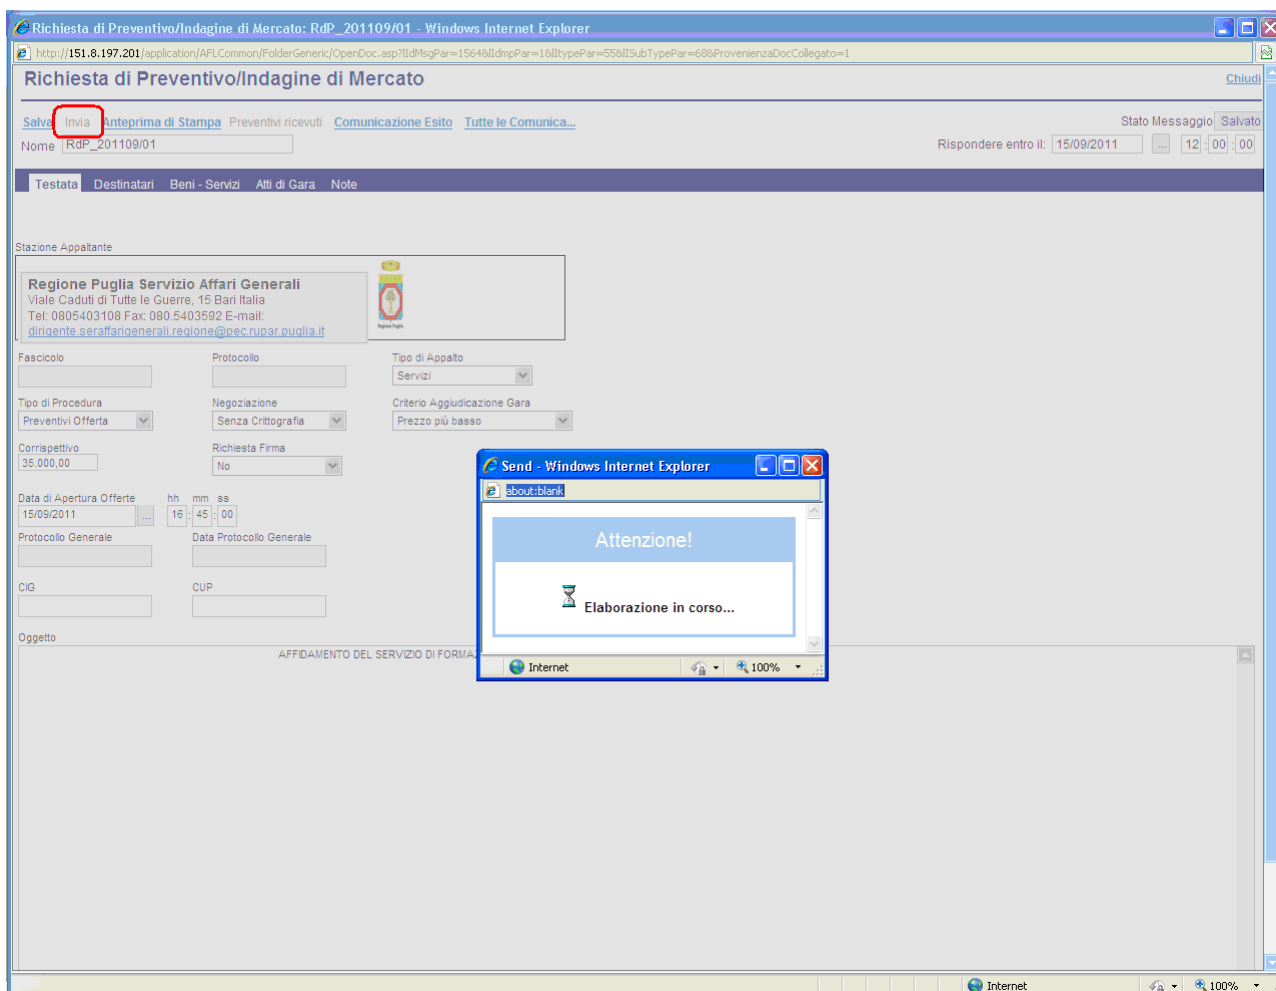 Richiesta di Preventivo/Indagine di Mercato: RdP_201109/01 - Windows Internet Explorer
http://151.8.197.201/application/AFLCommon/FolderGeneric/OpenDoc.asp?lIdMsgPar=1564&lIdmpPar=1&lItypePar=55&lISubTypePar=68&ProvenienzaDocCollegato=1
Richiesta di Preventivo/Indagine di Mercato Chiudi
Salva Invia Anteprima di Stampa Preventivi ricevuti Comunicazione Esito Tutte le Comunica... Stato Messaggio Salvato
Nome RdP_201109/01 Rispondere entro il: 15/09/2011 ... 12 : 00 : 00
Testata Destinatari Beni - Servizi Atti di Gara Note
Stazione Appaltante
Regione Puglia Servizio Affari Generali
Viale Caduti di Tutte le Guerre, 15 Bari Italia
Tel: 0805403108 Fax: 080.5403592 E-mail:
dirigente.seraffarigenerali.regione@pec.rupar.puglia.it
Regione Puglia
Fascicolo Protocollo Tipo di Appalto
Servizi
Tipo di Procedura Negoziazione Criterio Aggiudicazione Gara
Preventivi Offerta Senza Crittografia Prezzo più basso
Corrispettivo Richiesta Firma
35.000,00 No
Data di Apertura Offerte hh mm ss
15/09/2011 ... 16 : 45 : 00
Protocollo Generale Data Protocollo Generale
CIG CUP
Oggetto
AFFIDAMENTO DEL SERVIZIO DI FORMAZ
Send - Windows Internet Explorer
about:blank
Attenzione!
Elaborazione in corso...
Internet 100%
Internet 100%